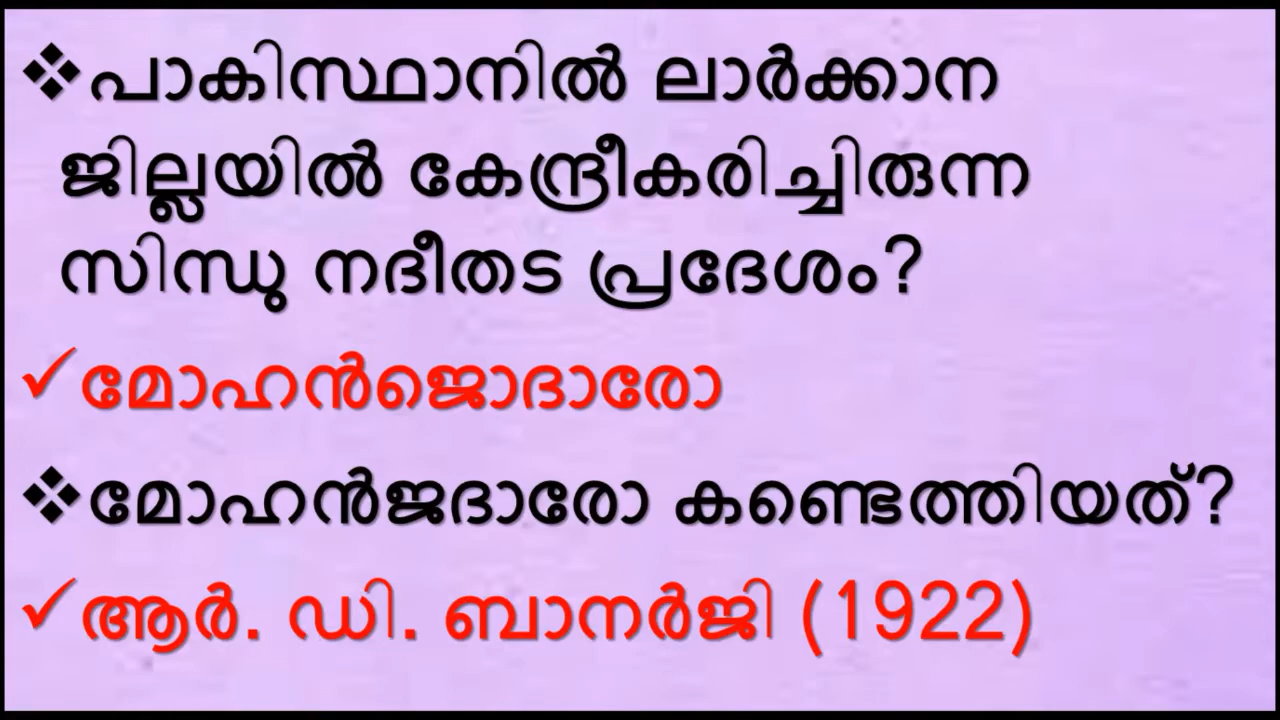 ❖പാകിസ്ഥാനിൽ ലാർക്കാന
ജില്ലയിൽ കേന്ദ്രീകരിച്ചിരുന്ന
സിന്ധു നദീതട പ്രദേശം?
✓മോഹൻജൊദാരോ
❖മോഹൻജദാരോ കണ്ടെത്തിയത്?
✓ആർ. ഡി. ബാനർജി (1922)